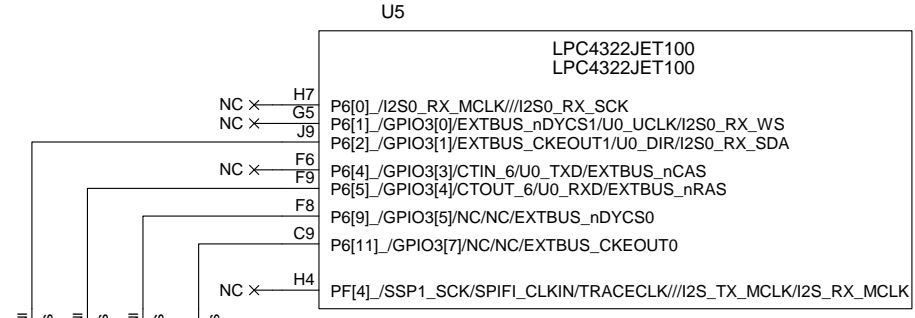 U5
LPC4322JET100
LPC4322JET100
NC H7 P6[0]_/I2S0_RX_MCLK///I2S0_RX_SCK
NC G5 P6[1]_/GPIO3[0]/EXTBUS_nDYCS1/U0_UCLK/I2S0_RX_WS
J9 P6[2]_/GPIO3[1]/EXTBUS_CKEOUT1/U0_DIR/I2S0_RX_SDA
NC F6 P6[4]_/GPIO3[3]/CTIN_6/U0_TXD/EXTBUS_nCAS
F9 P6[5]_/GPIO3[4]/CTOUT_6/U0_RXD/EXTBUS_nRAS
F8 P6[9]_/GPIO3[5]/NC/NC/EXTBUS_nDYCS0
C9 P6[11]_/GPIO3[7]/NC/NC/EXTBUS_CKEOUT0
NC H4 PF[4]_/SSP1_SCK/SPIFI_CLKIN/TRACECLK///I2S_TX_MCLK/I2S_RX_MCLK